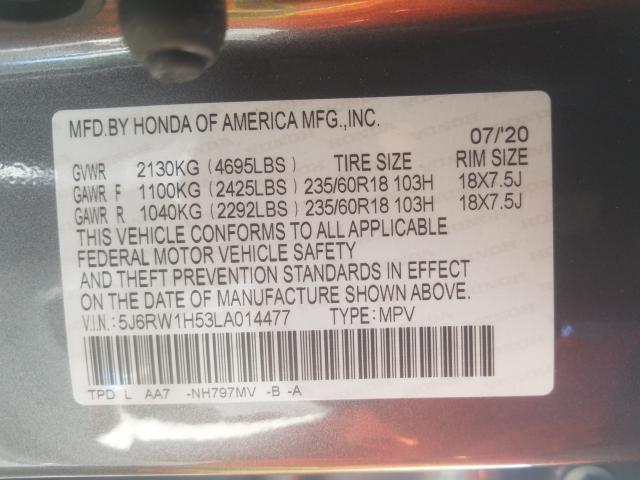 MFD.BY HONDA OF AMERICA MFG.,INC.
07/'20
GVWR 2130KG (4695LBS) TIRE SIZE RIM SIZE
GAWR F 1100KG (2425LBS) 235/60R18 103H 18X7.5J
GAWR R 1040KG (2292LBS) 235/60R18 103H 18X7.5J
THIS VEHICLE CONFORMS TO ALL APPLICABLE
FEDERAL MOTOR VEHICLE SAFETY
AND THEFT PREVENTION STANDARDS IN EFFECT
ON THE DATE OF MANUFACTURE SHOWN ABOVE.
V.I.N.: 5J6RW1H53LA014477 TYPE: MPV
TPD L AA7 -NH797MV -B -A